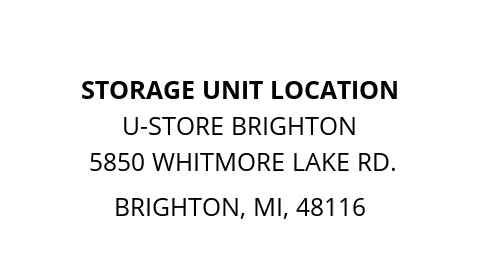 STORAGE UNIT LOCATION
U-STORE BRIGHTON
5850 WHITMORE LAKE RD.
BRIGHTON, MI, 48116